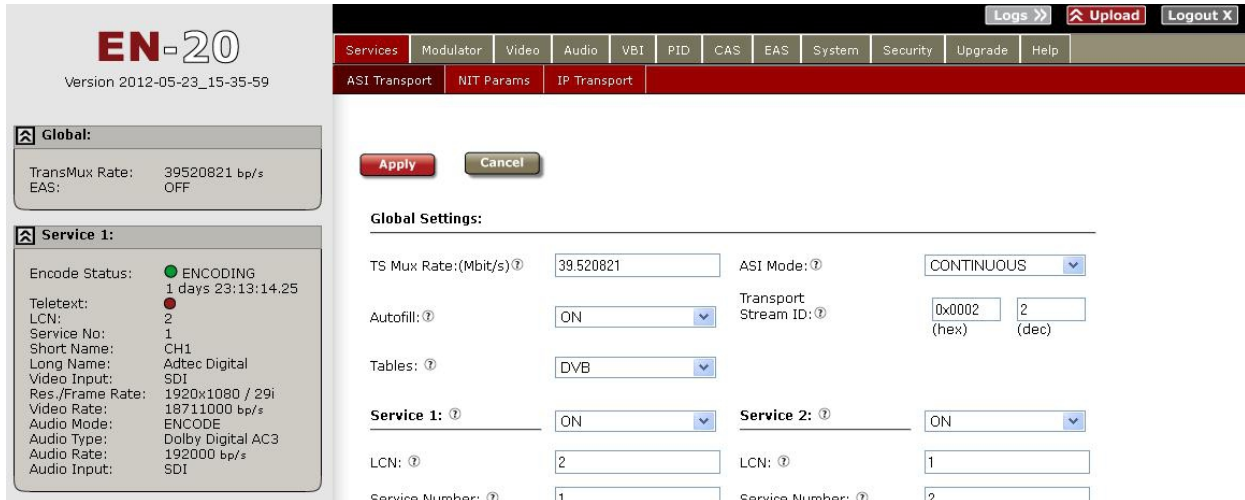 EN-20
Version 2012-05-23_15-35-59
Global:
TransMux Rate: 39520821 bp/s
EAS: OFF
Service 1:
Encode Status: ENCODING
1 days 23:13:14.25
Teletext:
LCN: 2
Service No: 1
Short Name: CH1
Long Name: Adtec Digital
Video Input: SDI
Res./Frame Rate: 1920x1080 / 29i
Video Rate: 18711000 bp/s
Audio Mode: ENCODE
Audio Type: Dolby Digital AC3
Audio Rate: 192000 bp/s
Audio Input: SDI
Logs Upload Logout X
Services Modulator Video Audio VBI PID CAS EAS System Security Upgrade Help
ASI Transport NIT Params IP Transport
Apply Cancel
Global Settings:
TS Mux Rate:(Mbit/s) ? 39.520821 ASI Mode: ? CONTINUOUS
Autofill: ? ON Transport
Stream ID: ? 0x0002 2
(hex) (dec)
Tables: ? DVB
Service 1: ? ON Service 2: ? ON
LCN: ? 2 LCN: ? 1
Service Number: ? 1 Service Number: ? 2